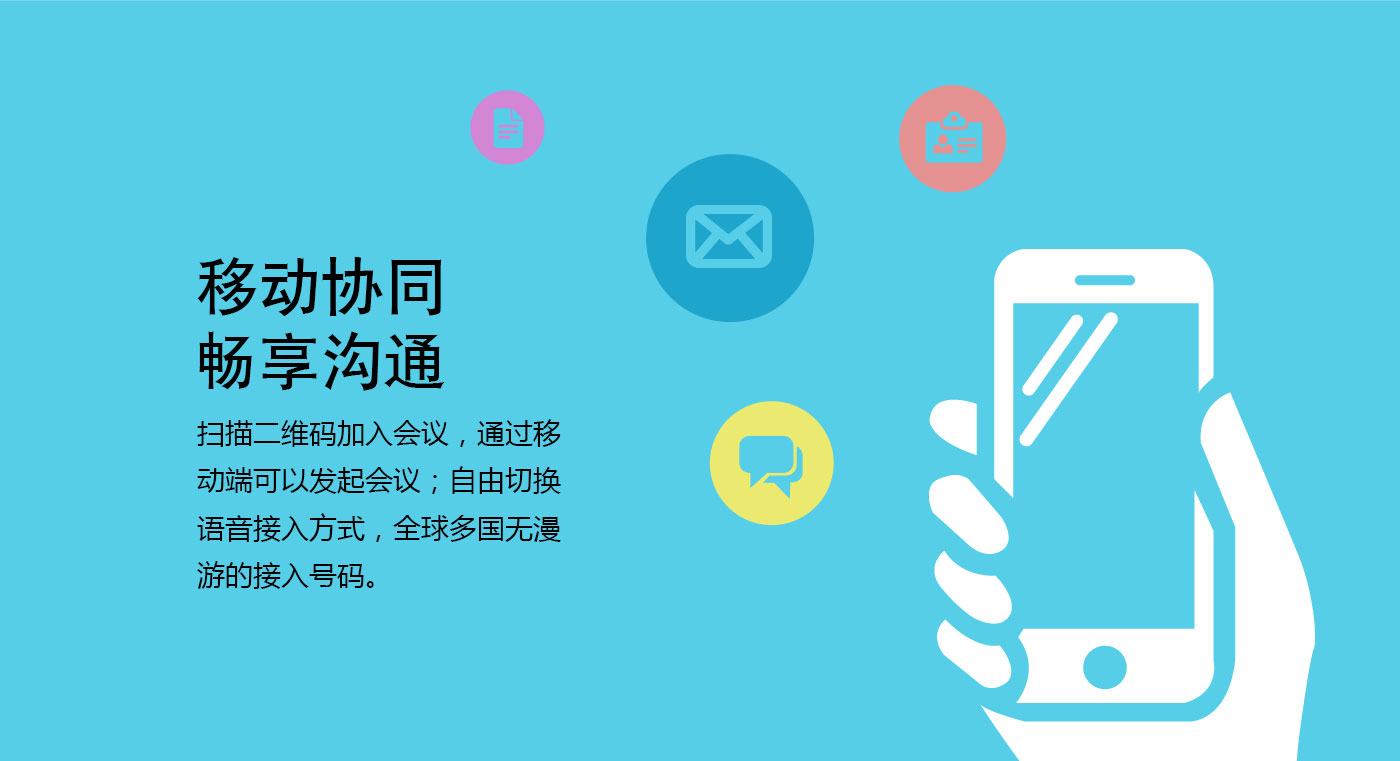 移动协同
畅享沟通
扫描二维码加入会议，通过移
动端可以发起会议；自由切换
语音接入方式，全球多国无漫
游的接入号码。